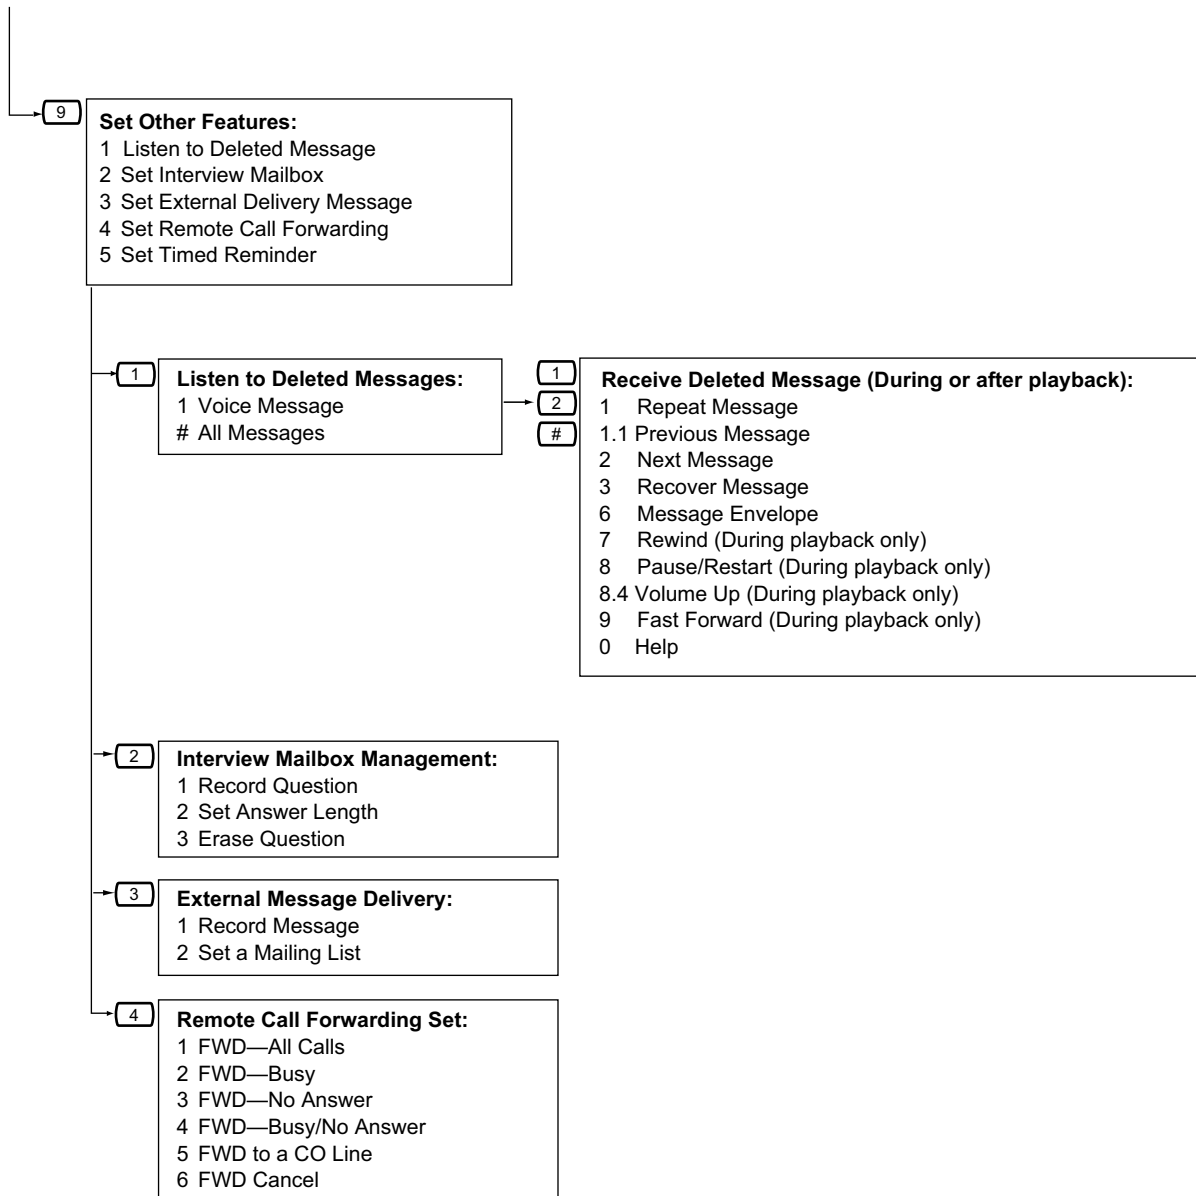 9
Set Other Features:
1 Listen to Deleted Message
2 Set Interview Mailbox
3 Set External Delivery Message
4 Set Remote Call Forwarding
5 Set Timed Reminder
1
Listen to Deleted Messages:
1 Voice Message
# All Messages
1
2
#
Receive Deleted Message (During or after playback):
1 Repeat Message
1.1 Previous Message
2 Next Message
3 Recover Message
6 Message Envelope
7 Rewind (During playback only)
8 Pause/Restart (During playback only)
8.4 Volume Up (During playback only)
9 Fast Forward (During playback only)
0 Help
2
Interview Mailbox Management:
1 Record Question
2 Set Answer Length
3 Erase Question
3
External Message Delivery:
1 Record Message
2 Set a Mailing List
4
Remote Call Forwarding Set:
1 FWD—All Calls
2 FWD—Busy
3 FWD—No Answer
4 FWD—Busy/No Answer
5 FWD to a CO Line
6 FWD Cancel